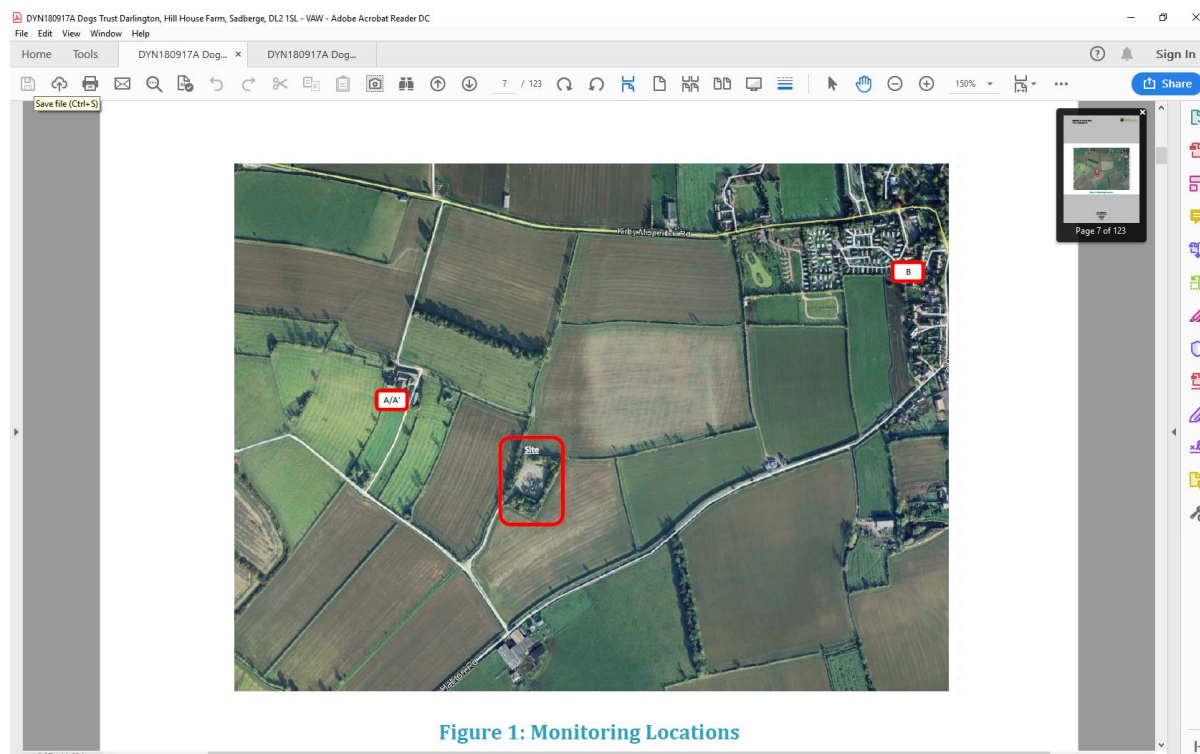 DYN180917A Dogs Trust Darlington, Hill House Farm, Sadberge, DL2 1SL - VAW - Adobe Acrobat Reader DC
File Edit View Window Help
Home Tools DYN180917A Dog... × DYN180917A Dog... Sign In
7 / 123 150% Share
Save file (Ctrl+S)
Page 7 of 123
B
A/A'
Site
Figure 1: Monitoring Locations